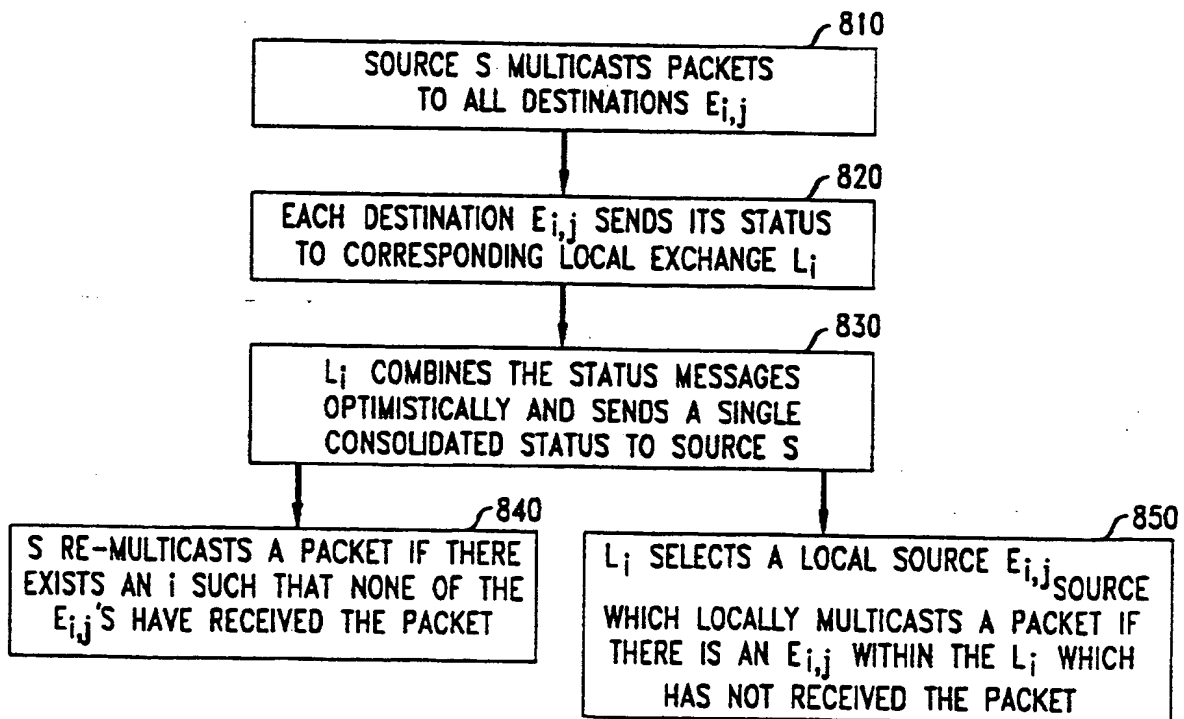 810
SOURCE S MULTICASTS PACKETS
TO ALL DESTINATIONS Ei,j
820
EACH DESTINATION Ei,j SENDS ITS STATUS
TO CORRESPONDING LOCAL EXCHANGE Li
830
Li COMBINES THE STATUS MESSAGES
OPTIMISTICALLY AND SENDS A SINGLE
CONSOLIDATED STATUS TO SOURCE S
840
S RE-MULTICASTS A PACKET IF THERE
EXISTS AN i SUCH THAT NONE OF THE
Ei,j'S HAVE RECEIVED THE PACKET
850
Li SELECTS A LOCAL SOURCE Ei,jSOURCE
WHICH LOCALLY MULTICASTS A PACKET IF
THERE IS AN Ei,j WITHIN THE Li WHICH
HAS NOT RECEIVED THE PACKET